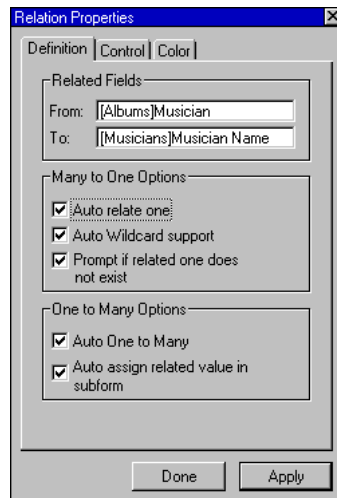 Relation Properties
Definition Control Color
Related Fields
From: [Albums]Musician
To: [Musicians]Musician Name
Many to One Options
Auto relate one
Auto Wildcard support
Prompt if related one does
not exist
One to Many Options
Auto One to Many
Auto assign related value in
subform
Done Apply